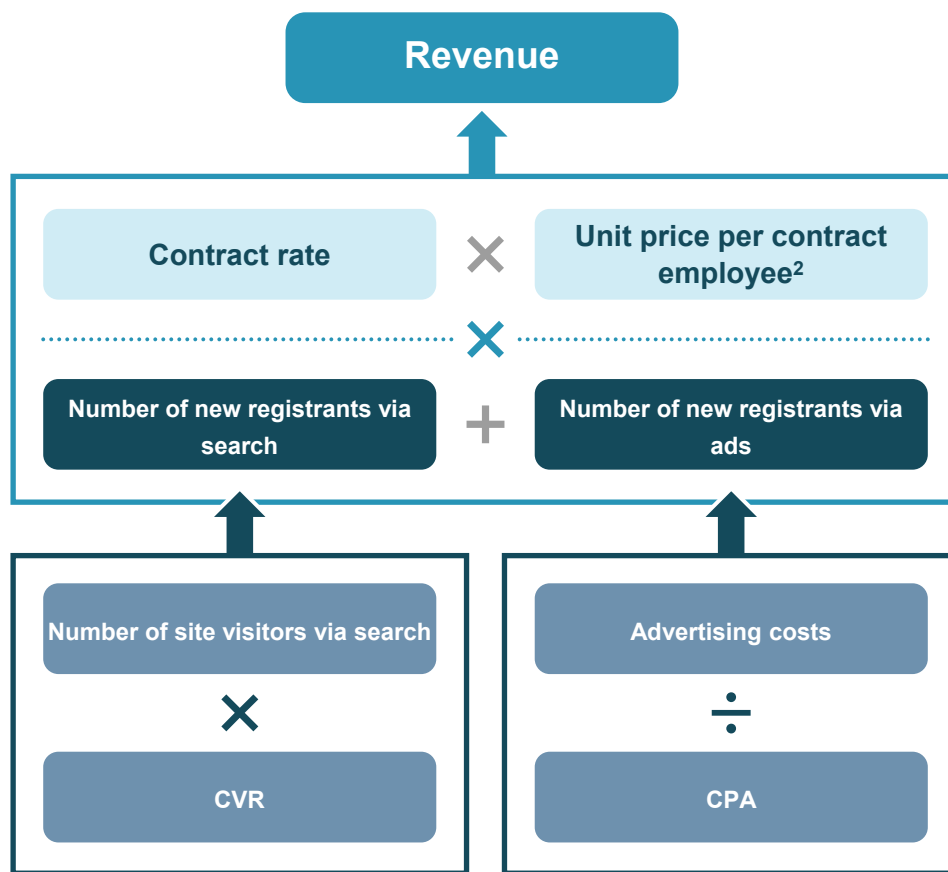 Revenue
Contract rate
×
Unit price per contract
employee²
×
Number of new registrants via
search
+
Number of new registrants via
ads
Number of site visitors via search
×
CVR
Advertising costs
÷
CPA